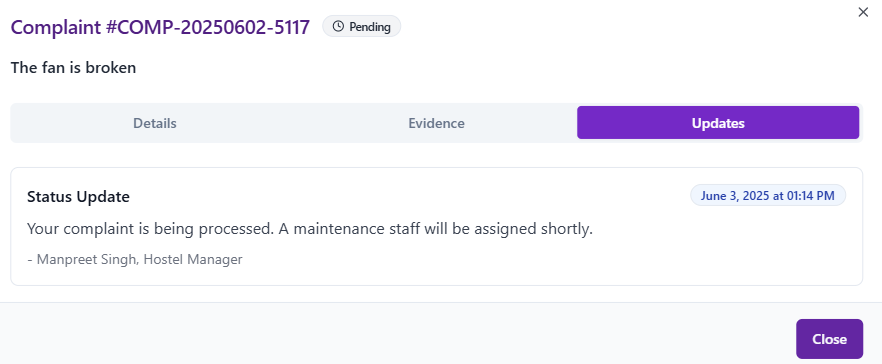 Complaint #COMP-20250602-5117 Pending
The fan is broken
Details Evidence Updates
Status Update June 3, 2025 at 01:14 PM
Your complaint is being processed. A maintenance staff will be assigned shortly.
- Manpreet Singh, Hostel Manager
Close